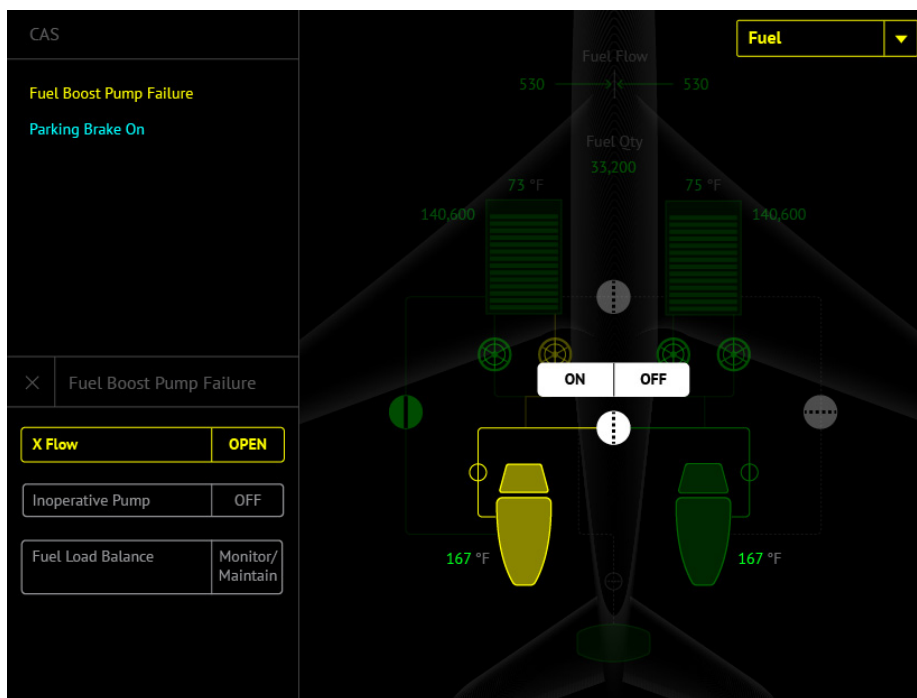 CAS
Fuel
Fuel Boost Pump Failure
Parking Brake On
Fuel Flow
530
530
Fuel Qty
33,200
73 °F
75 °F
140,600
140,600
ON
OFF
Fuel Boost Pump Failure
X Flow
OPEN
Inoperative Pump
OFF
Fuel Load Balance
Monitor/
Maintain
167 °F
167 °F